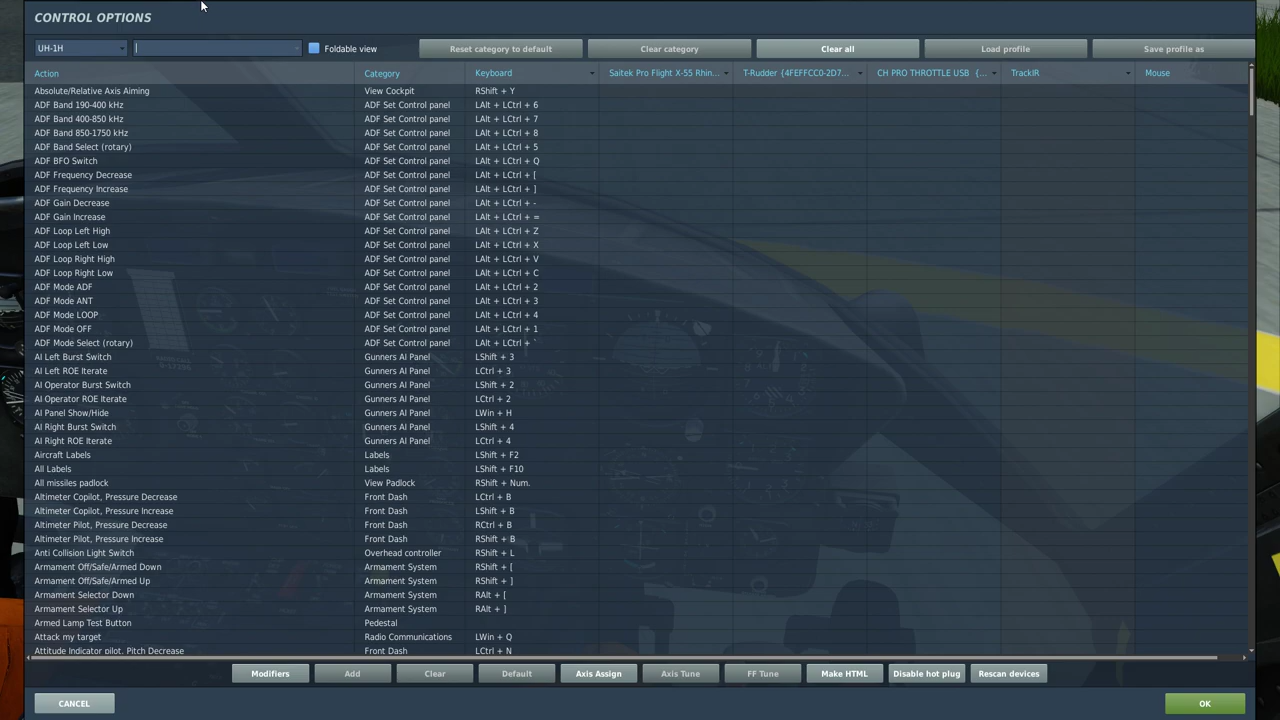 CONTROL OPTIONS
UH-1H Foldable view Reset category to default Clear category Clear all Load profile Save profile as
Action Category Keyboard Saitek Pro Flight X-55 Rhin... T-Rudder {4FEFFCC0-2D7... CH PRO THROTTLE USB {... TrackIR Mouse
Absolute/Relative Axis Aiming View Cockpit RShift + Y
ADF Band 190-400 kHz ADF Set Control panel LAlt + LCtrl + 6
ADF Band 400-850 kHz ADF Set Control panel LAlt + LCtrl + 7
ADF Band 850-1750 kHz ADF Set Control panel LAlt + LCtrl + 8
ADF Band Select (rotary) ADF Set Control panel LAlt + LCtrl + 5
ADF BFO Switch ADF Set Control panel LAlt + LCtrl + Q
ADF Frequency Decrease ADF Set Control panel LAlt + LCtrl + [
ADF Frequency Increase ADF Set Control panel LAlt + LCtrl + ]
ADF Gain Decrease ADF Set Control panel LAlt + LCtrl + -
ADF Gain Increase ADF Set Control panel LAlt + LCtrl + =
ADF Loop Left High ADF Set Control panel LAlt + LCtrl + Z
ADF Loop Left Low ADF Set Control panel LAlt + LCtrl + X
ADF Loop Right High ADF Set Control panel LAlt + LCtrl + V
ADF Loop Right Low ADF Set Control panel LAlt + LCtrl + C
ADF Mode ADF ADF Set Control panel LAlt + LCtrl + 2
ADF Mode ANT ADF Set Control panel LAlt + LCtrl + 3
ADF Mode LOOP ADF Set Control panel LAlt + LCtrl + 4
ADF Mode OFF ADF Set Control panel LAlt + LCtrl + 1
ADF Mode Select (rotary) ADF Set Control panel LAlt + LCtrl + `
AI Left Burst Switch Gunners AI Panel LShift + 3
AI Left ROE Iterate Gunners AI Panel LCtrl + 3
AI Operator Burst Switch Gunners AI Panel LShift + 2
AI Operator ROE Iterate Gunners AI Panel LCtrl + 2
AI Panel Show/Hide Gunners AI Panel LWin + H
AI Right Burst Switch Gunners AI Panel LShift + 4
AI Right ROE Iterate Gunners AI Panel LCtrl + 4
Aircraft Labels Labels LShift + F2
All Labels Labels LShift + F10
All missiles padlock View Padlock RShift + Num.
Altimeter Copilot, Pressure Decrease Front Dash LCtrl + B
Altimeter Copilot, Pressure Increase Front Dash LShift + B
Altimeter Pilot, Pressure Decrease Front Dash RCtrl + B
Altimeter Pilot, Pressure Increase Front Dash RShift + B
Anti Collision Light Switch Overhead controller RShift + L
Armament Off/Safe/Armed Down Armament System RShift + [
Armament Off/Safe/Armed Up Armament System RShift + ]
Armament Selector Down Armament System RAlt + [
Armament Selector Up Armament System RAlt + ]
Armed Lamp Test Button Pedestal
Attack my target Radio Communications LWin + Q
Attitude Indicator pilot, Pitch Decrease Front Dash LCtrl + N
Modifiers Add Clear Default Axis Assign Axis Tune FF Tune Make HTML Disable hot plug Rescan devices
CANCEL OK